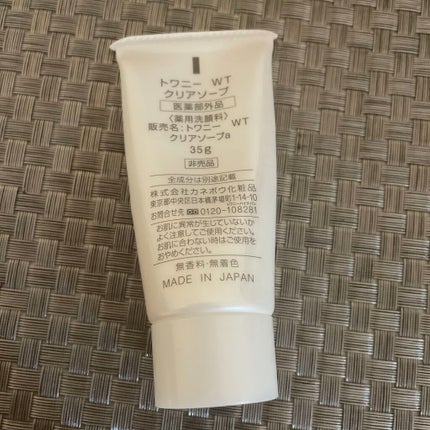 トワニー WT
クリアソープ
医薬部外品
〈薬用洗顔料〉
販売名:トワニー WT
クリアソープa
35g
非売品
全成分は別途記載
株式会社カネボウ化粧品
東京都中央区日本橋茅場町1-14-10
お問合せ先 0120-108281
お肌に異常が生じていないか
よく注意してご使用ください。
お肌に合わない時はご使用を
おやめください。
無香料・無着色
MADE IN JAPAN